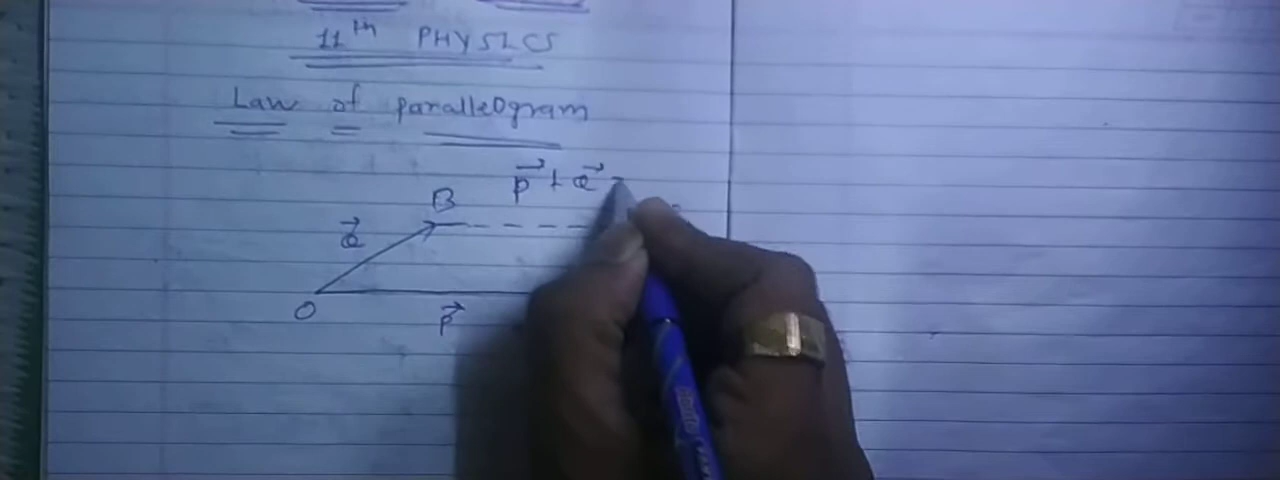 11th PHYSICS
Law of parallelogram
P⃗ + Q⃗ =
B
Q⃗
O
P⃗